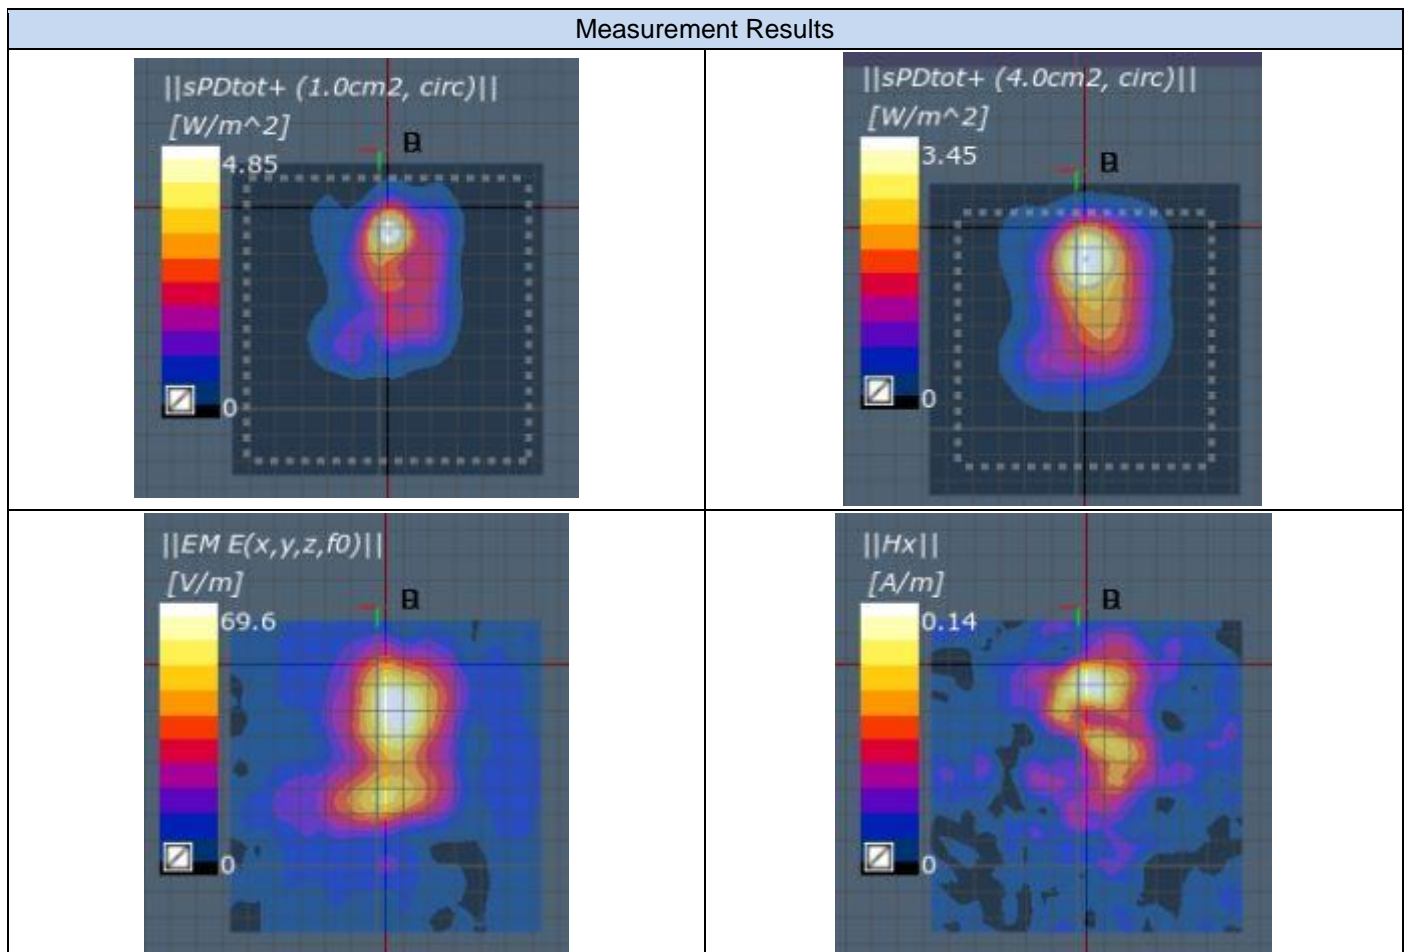 Measurement Results
||sPDtot+ (1.0cm2, circ)||
[W/m^2]
4.85
0
||sPDtot+ (4.0cm2, circ)||
[W/m^2]
3.45
0
||EM E(x,y,z,f0)||
[V/m]
69.6
0
||Hx||
[A/m]
0.14
0